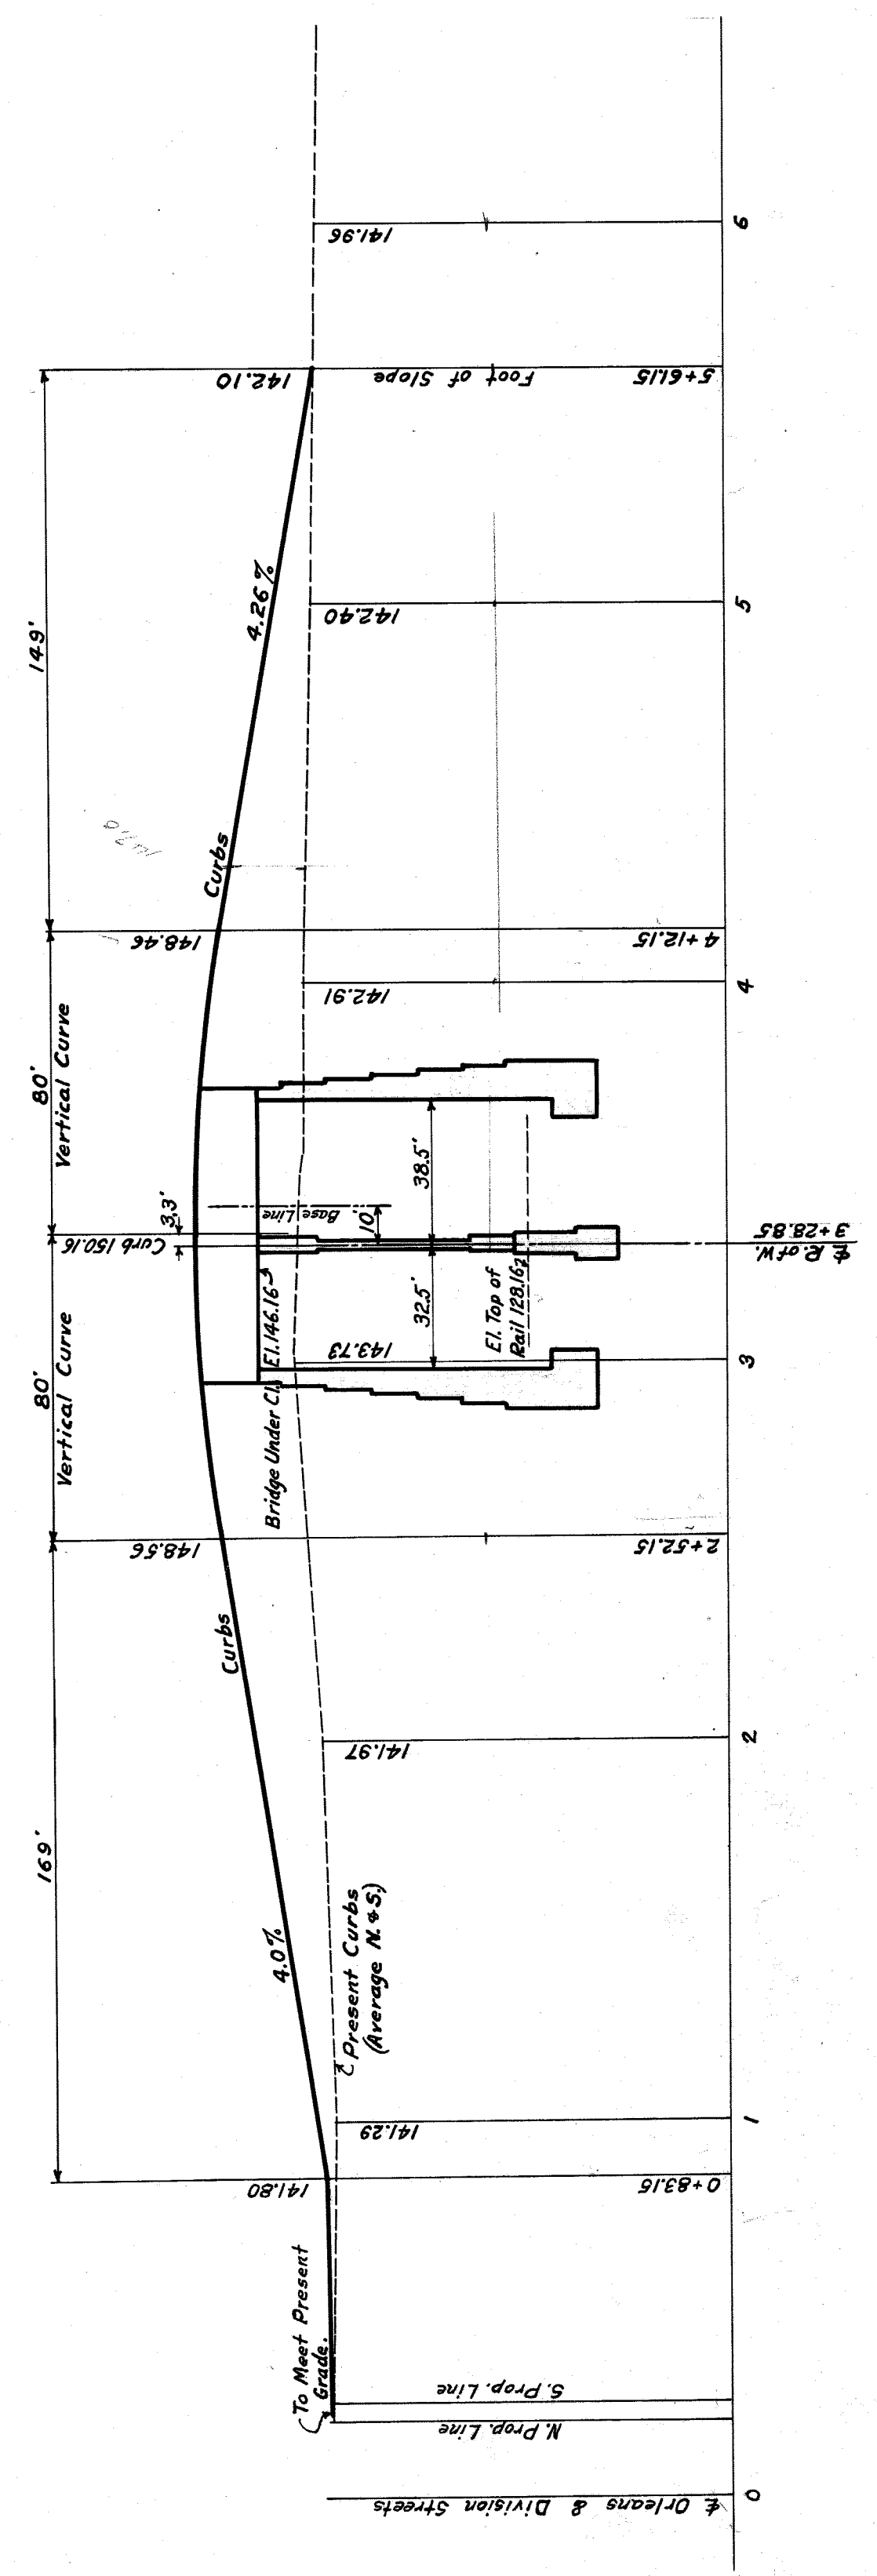 169'
80'
Vertical Curve
80'
Vertical Curve
149'
To Meet Present
Grade.
141.80
4.0%
Curbs
148.56
Curb 150.16
3.3'
148.46
Curbs
4.26%
142.10
Present Curbs
(Average N. & S.)
Bridge Under Cl. El. 146.16
Base Line
10'
32.5'
38.5'
El. Top of
Rail 128.16
141.29
141.97
143.73
142.91
142.40
141.96
Foot of Slope
℄ Orleans & Division Streets
N. Prop. Line
S. Prop. Line
0+83.15
2+52.15
℄ R. of W.
3+28.85
4+12.15
5+61.15
0
1
2
3
4
5
6